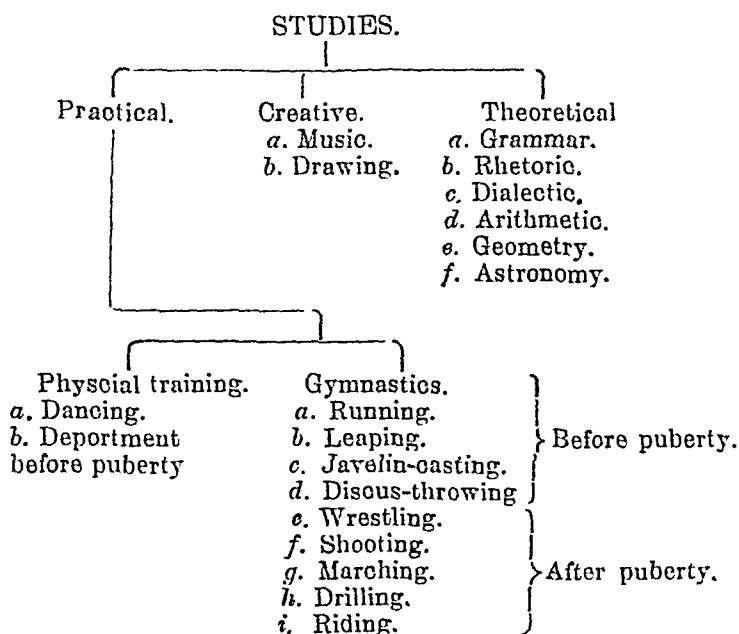 STUDIES.
Practical.
Creative.
a. Music.
b. Drawing.
Theoretical
a. Grammar.
b. Rhetoric.
c. Dialectic.
d. Arithmetic.
e. Geometry.
f. Astronomy.
Physcial training.
a. Dancing.
b. Deportment
before puberty
Gymnastics.
a. Running.
b. Leaping.
c. Javelin-casting.
d. Discus-throwing
Before puberty.
e. Wrestling.
f. Shooting.
g. Marching.
h. Drilling.
i. Riding.
After puberty.